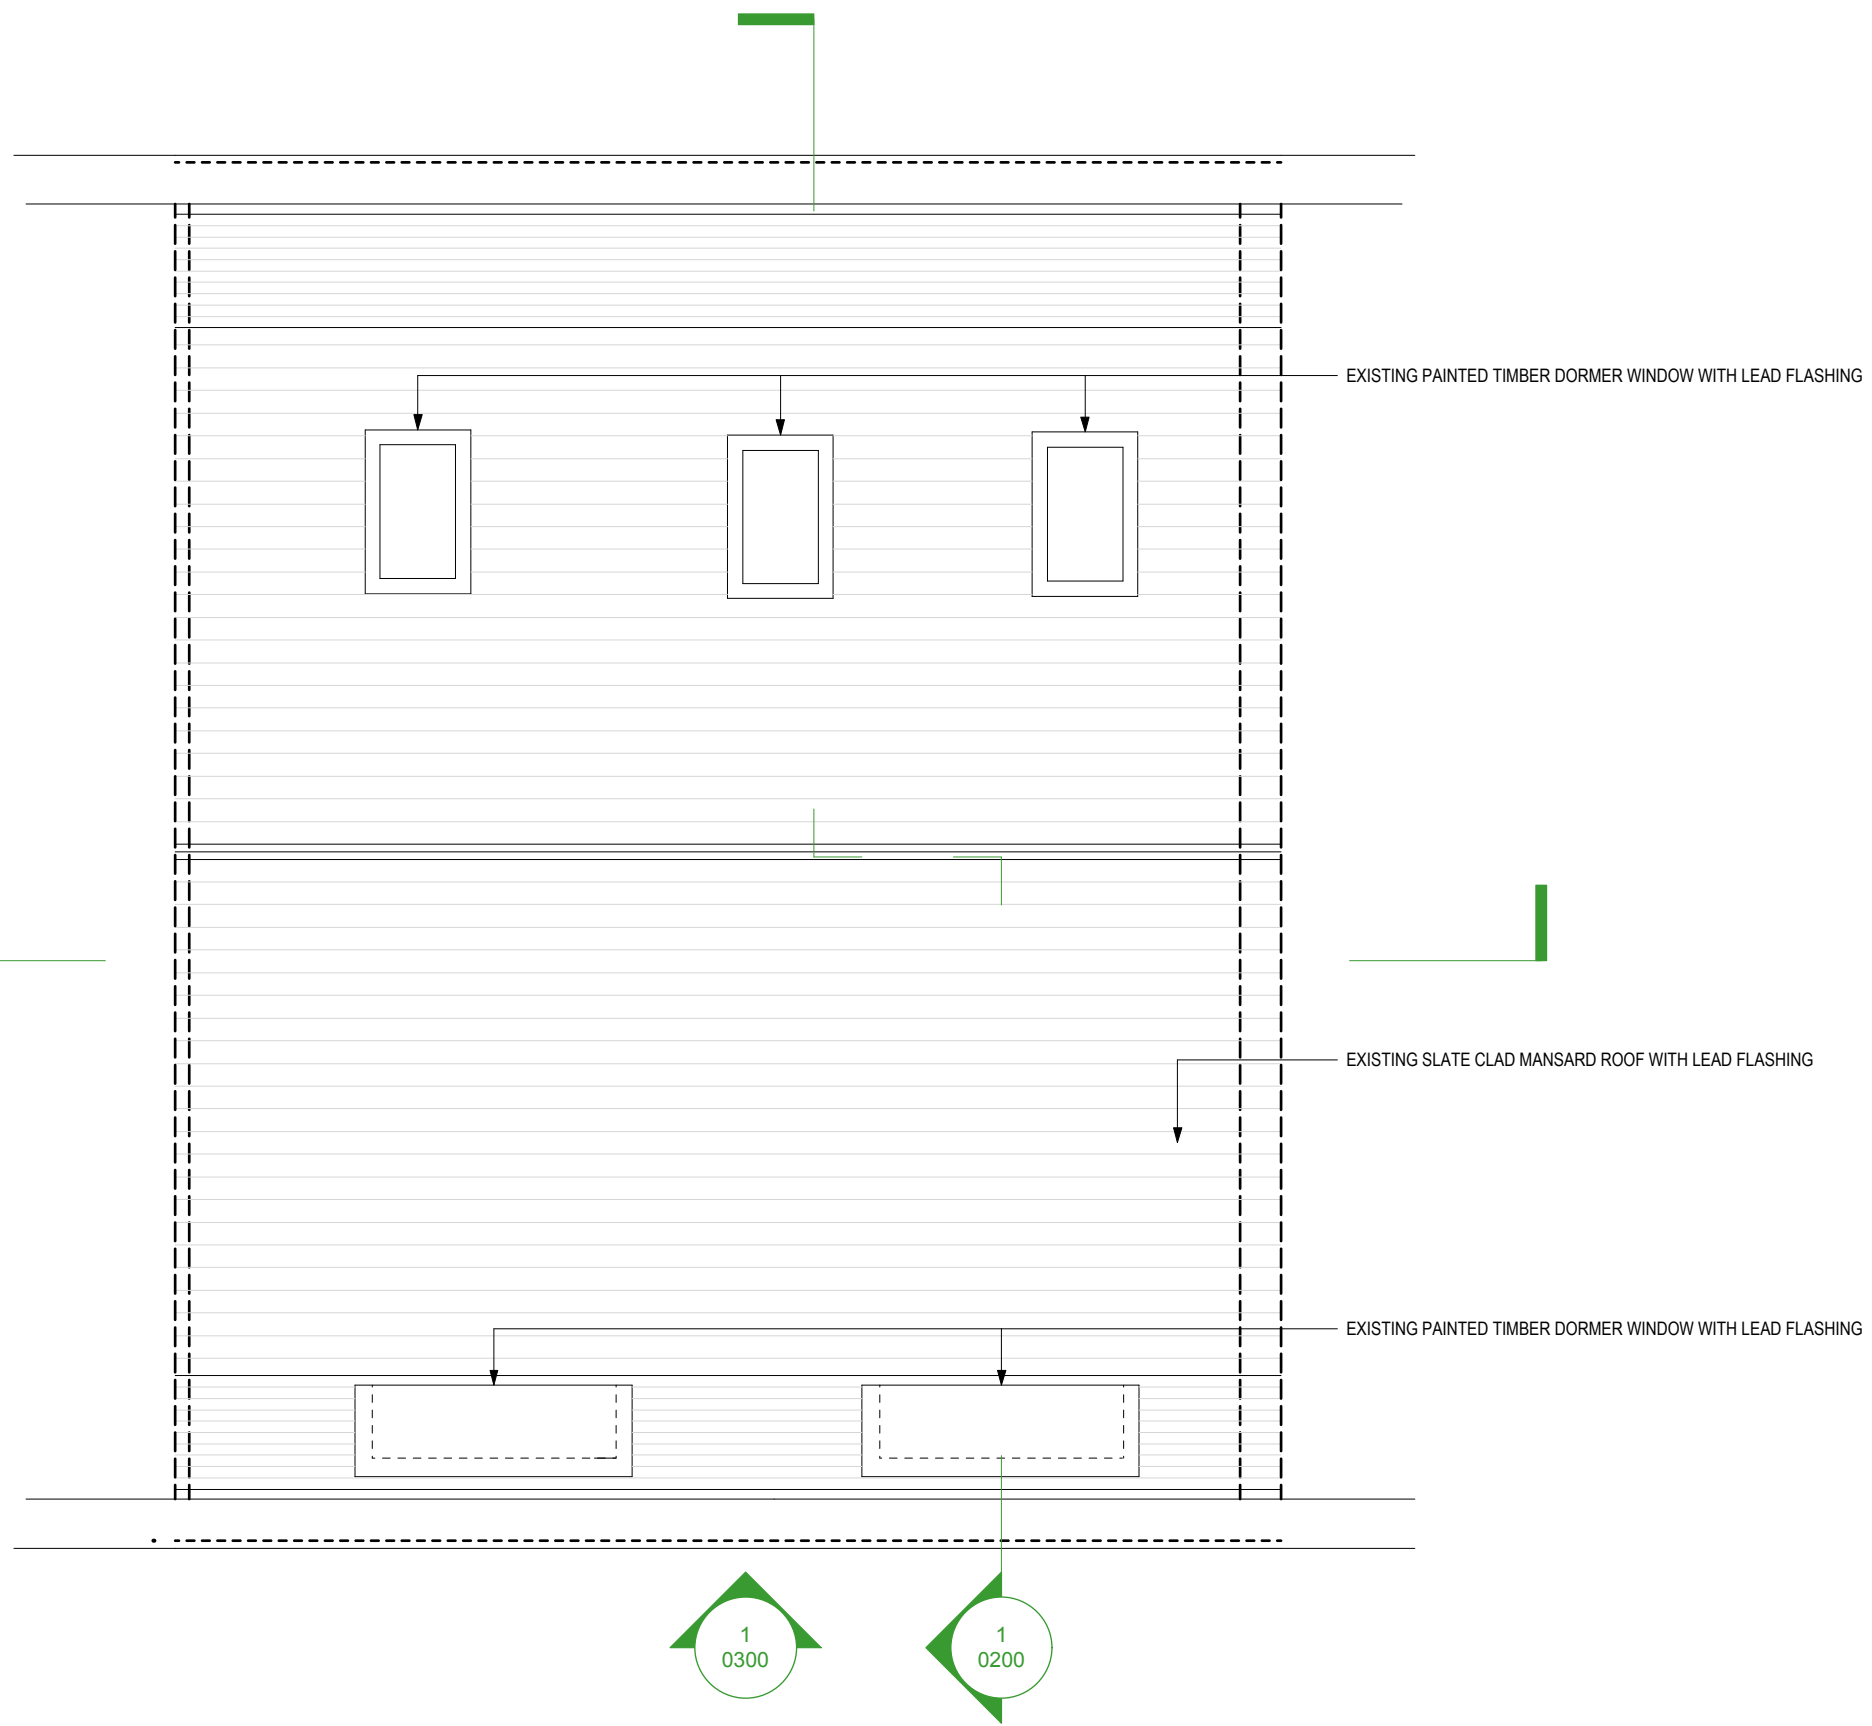 EXISTING PAINTED TIMBER DORMER WINDOW WITH LEAD FLASHING
EXISTING SLATE CLAD MANSARD ROOF WITH LEAD FLASHING
EXISTING PAINTED TIMBER DORMER WINDOW WITH LEAD FLASHING
1
0300
1
0200